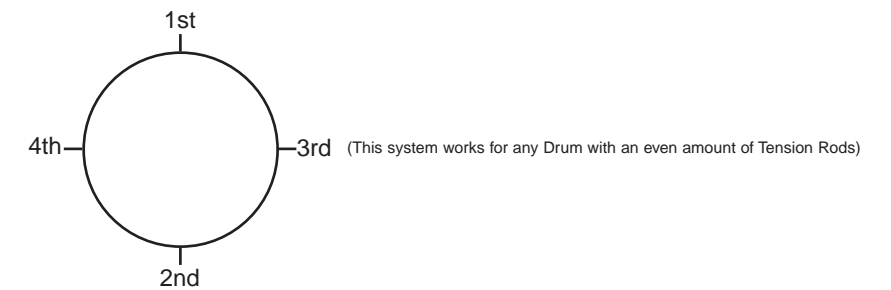 1st
4th
3rd (This system works for any Drum with an even amount of Tension Rods)
2nd